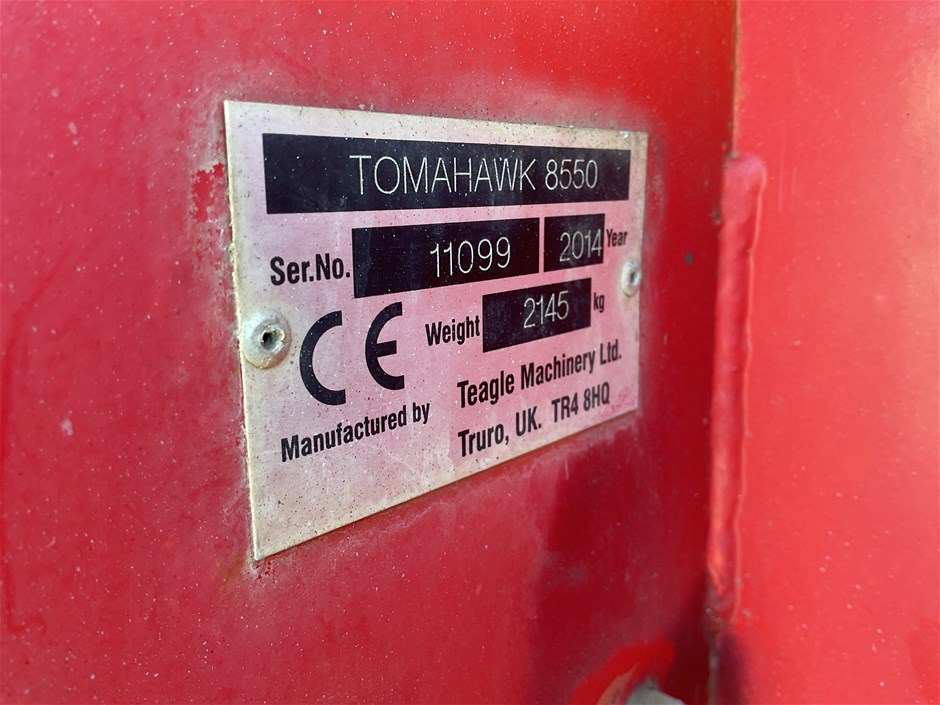 TOMAHAWK 8550
Ser.No. 11099 2014 Year
CE Weight 2145 kg
Manufactured by Teagle Machinery Ltd.
Truro, UK. TR4 8HQ